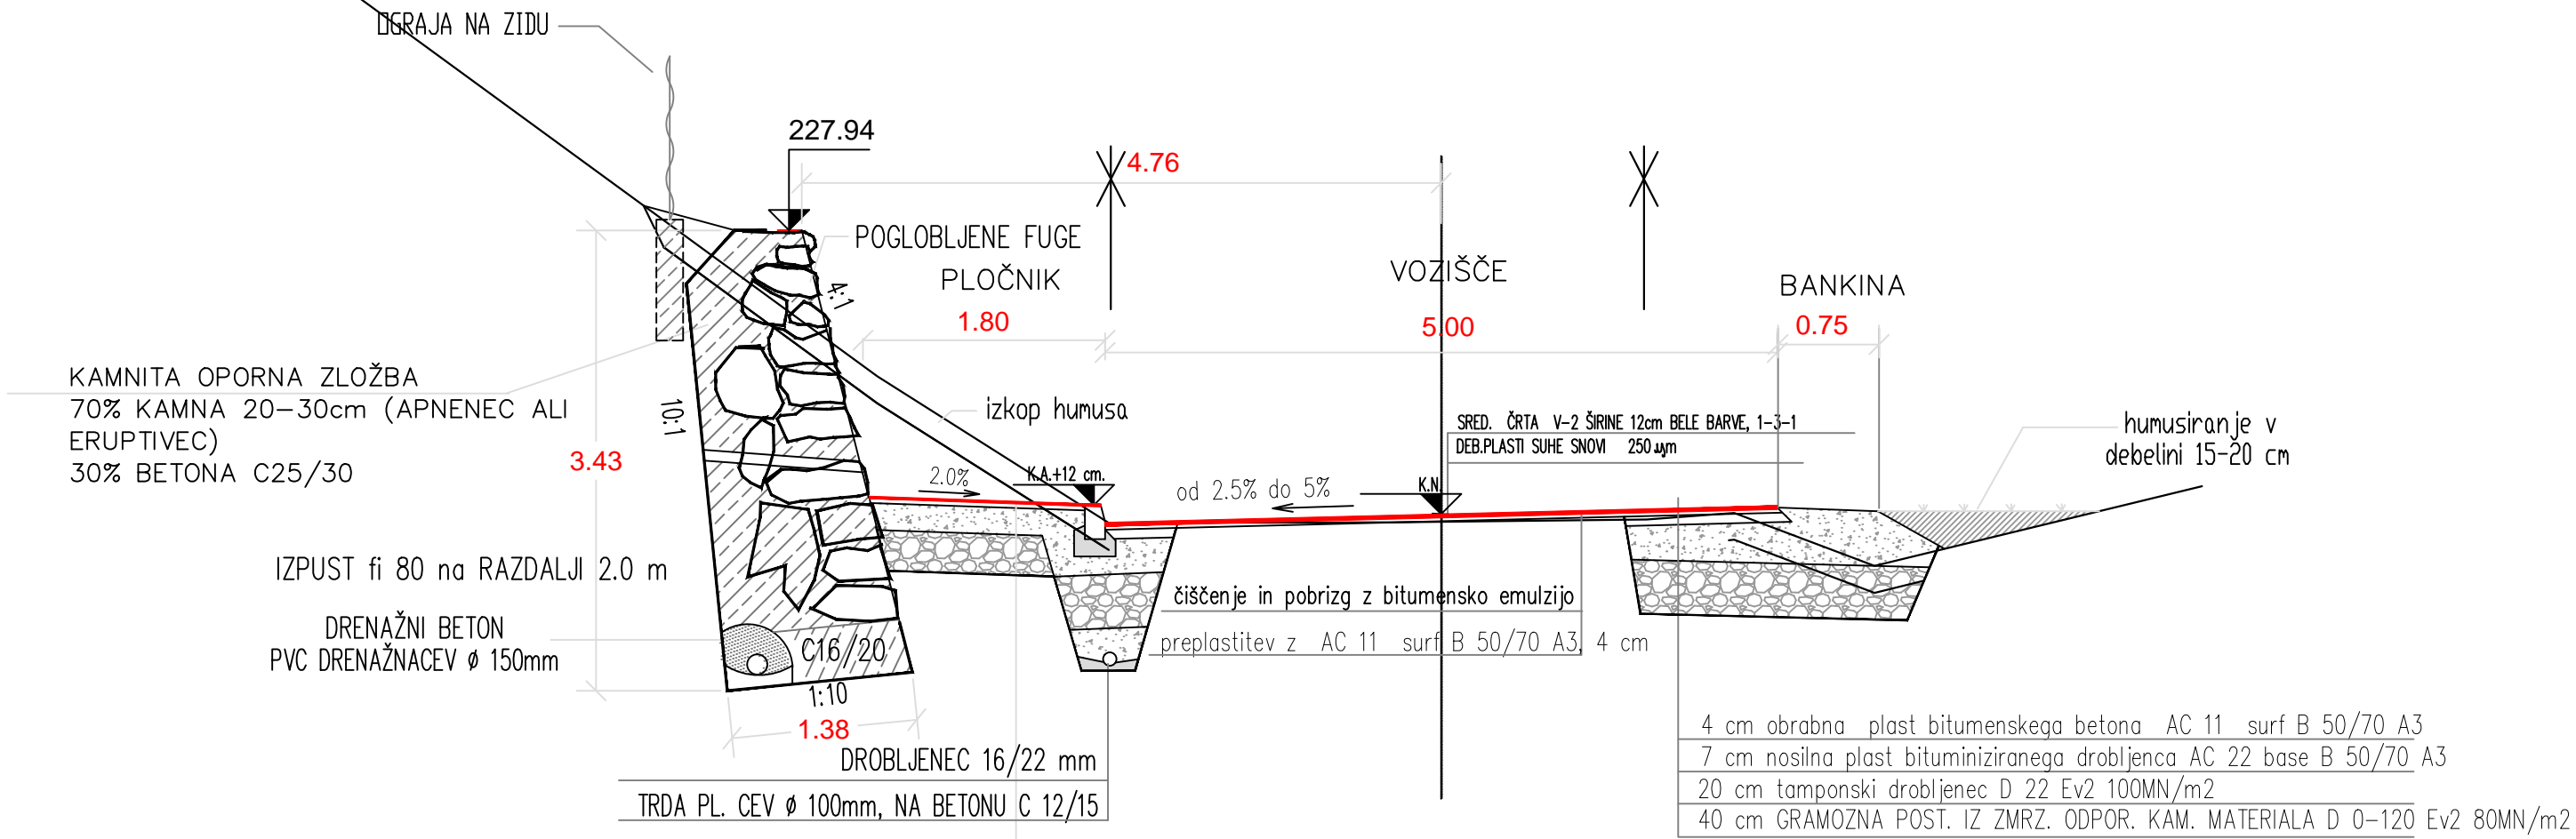 OGRAJA NA ZIDU
227.94
4.76
POGLOBLJENE FUGE
PLOČNIK
VOZIŠČE
BANKINA
4:1
1.80
5.00
0.75
KAMNITA OPORNA ZLOŽBA
70% KAMNA 20-30cm (APNENEC ALI
ERUPTIVEC)
30% BETONA C25/30
10:1
3.43
izkop humusa
SRED. ČRTA V-2 ŠIRINE 12cm BELE BARVE, 1-3-1
DEB.PLASTI SUHE SNOVI 250 µm
humusiranje v
debelini 15-20 cm
2.0%
K.A.+12 cm.
od 2.5% do 5%
K.N.
IZPUST fi 80 na RAZDALJI 2.0 m
DRENAŽNI BETON
PVC DRENAŽNACEV ø 150mm
C16/20
1:10
1.38
čiščenje in pobrizg z bitumensko emulzijo
preplastitev z AC 11 surf B 50/70 A3, 4 cm
DROBLJENEC 16/22 mm
TRDA PL. CEV ø 100mm, NA BETONU C 12/15
4 cm obrabna plast bitumenskega betona AC 11 surf B 50/70 A3
7 cm nosilna plast bituminiziranega drobljenca AC 22 base B 50/70 A3
20 cm tamponski drobljenec D 22 Ev2 100MN/m2
40 cm GRAMOZNA POST. IZ ZMRZ. ODPOR. KAM. MATERIALA D 0-120 Ev2 80MN/m2